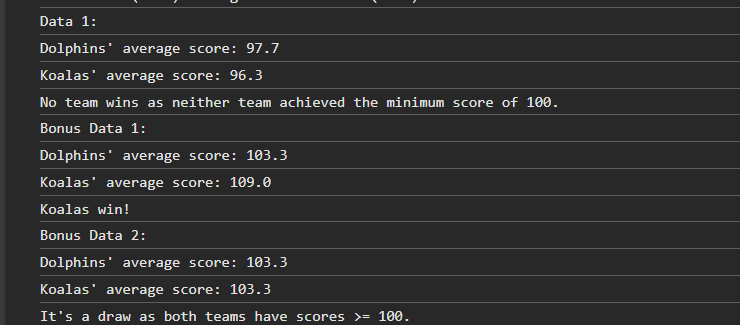 Data 1:
Dolphins' average score: 97.7
Koalas' average score: 96.3
No team wins as neither team achieved the minimum score of 100.
Bonus Data 1:
Dolphins' average score: 103.3
Koalas' average score: 109.0
Koalas win!
Bonus Data 2:
Dolphins' average score: 103.3
Koalas' average score: 103.3
It's a draw as both teams have scores >= 100.